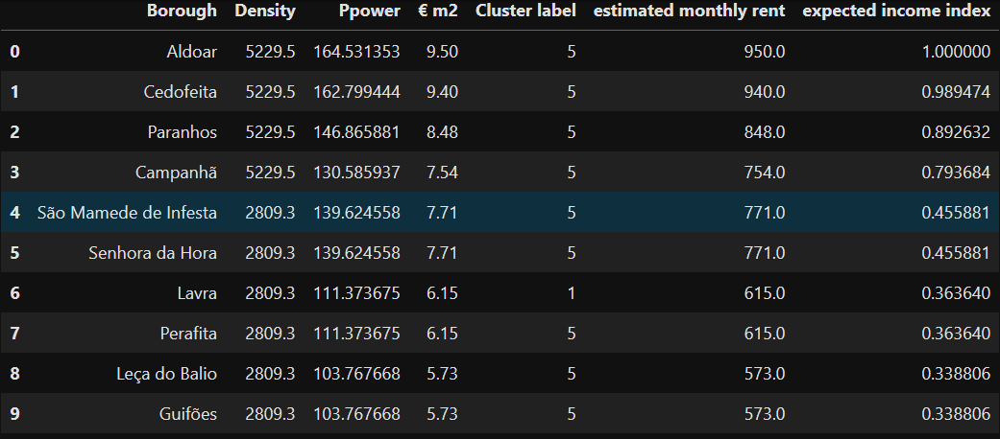 Borough Density Ppower € m2 Cluster label estimated monthly rent expected income index
0 Aldoar 5229.5 164.531353 9.50 5 950.0 1.000000
1 Cedofeita 5229.5 162.799444 9.40 5 940.0 0.989474
2 Paranhos 5229.5 146.865881 8.48 5 848.0 0.892632
3 Campanhã 5229.5 130.585937 7.54 5 754.0 0.793684
4 São Mamede de Infesta 2809.3 139.624558 7.71 5 771.0 0.455881
5 Senhora da Hora 2809.3 139.624558 7.71 5 771.0 0.455881
6 Lavra 2809.3 111.373675 6.15 1 615.0 0.363640
7 Perafita 2809.3 111.373675 6.15 5 615.0 0.363640
8 Leça do Balio 2809.3 103.767668 5.73 5 573.0 0.338806
9 Guifões 2809.3 103.767668 5.73 5 573.0 0.338806